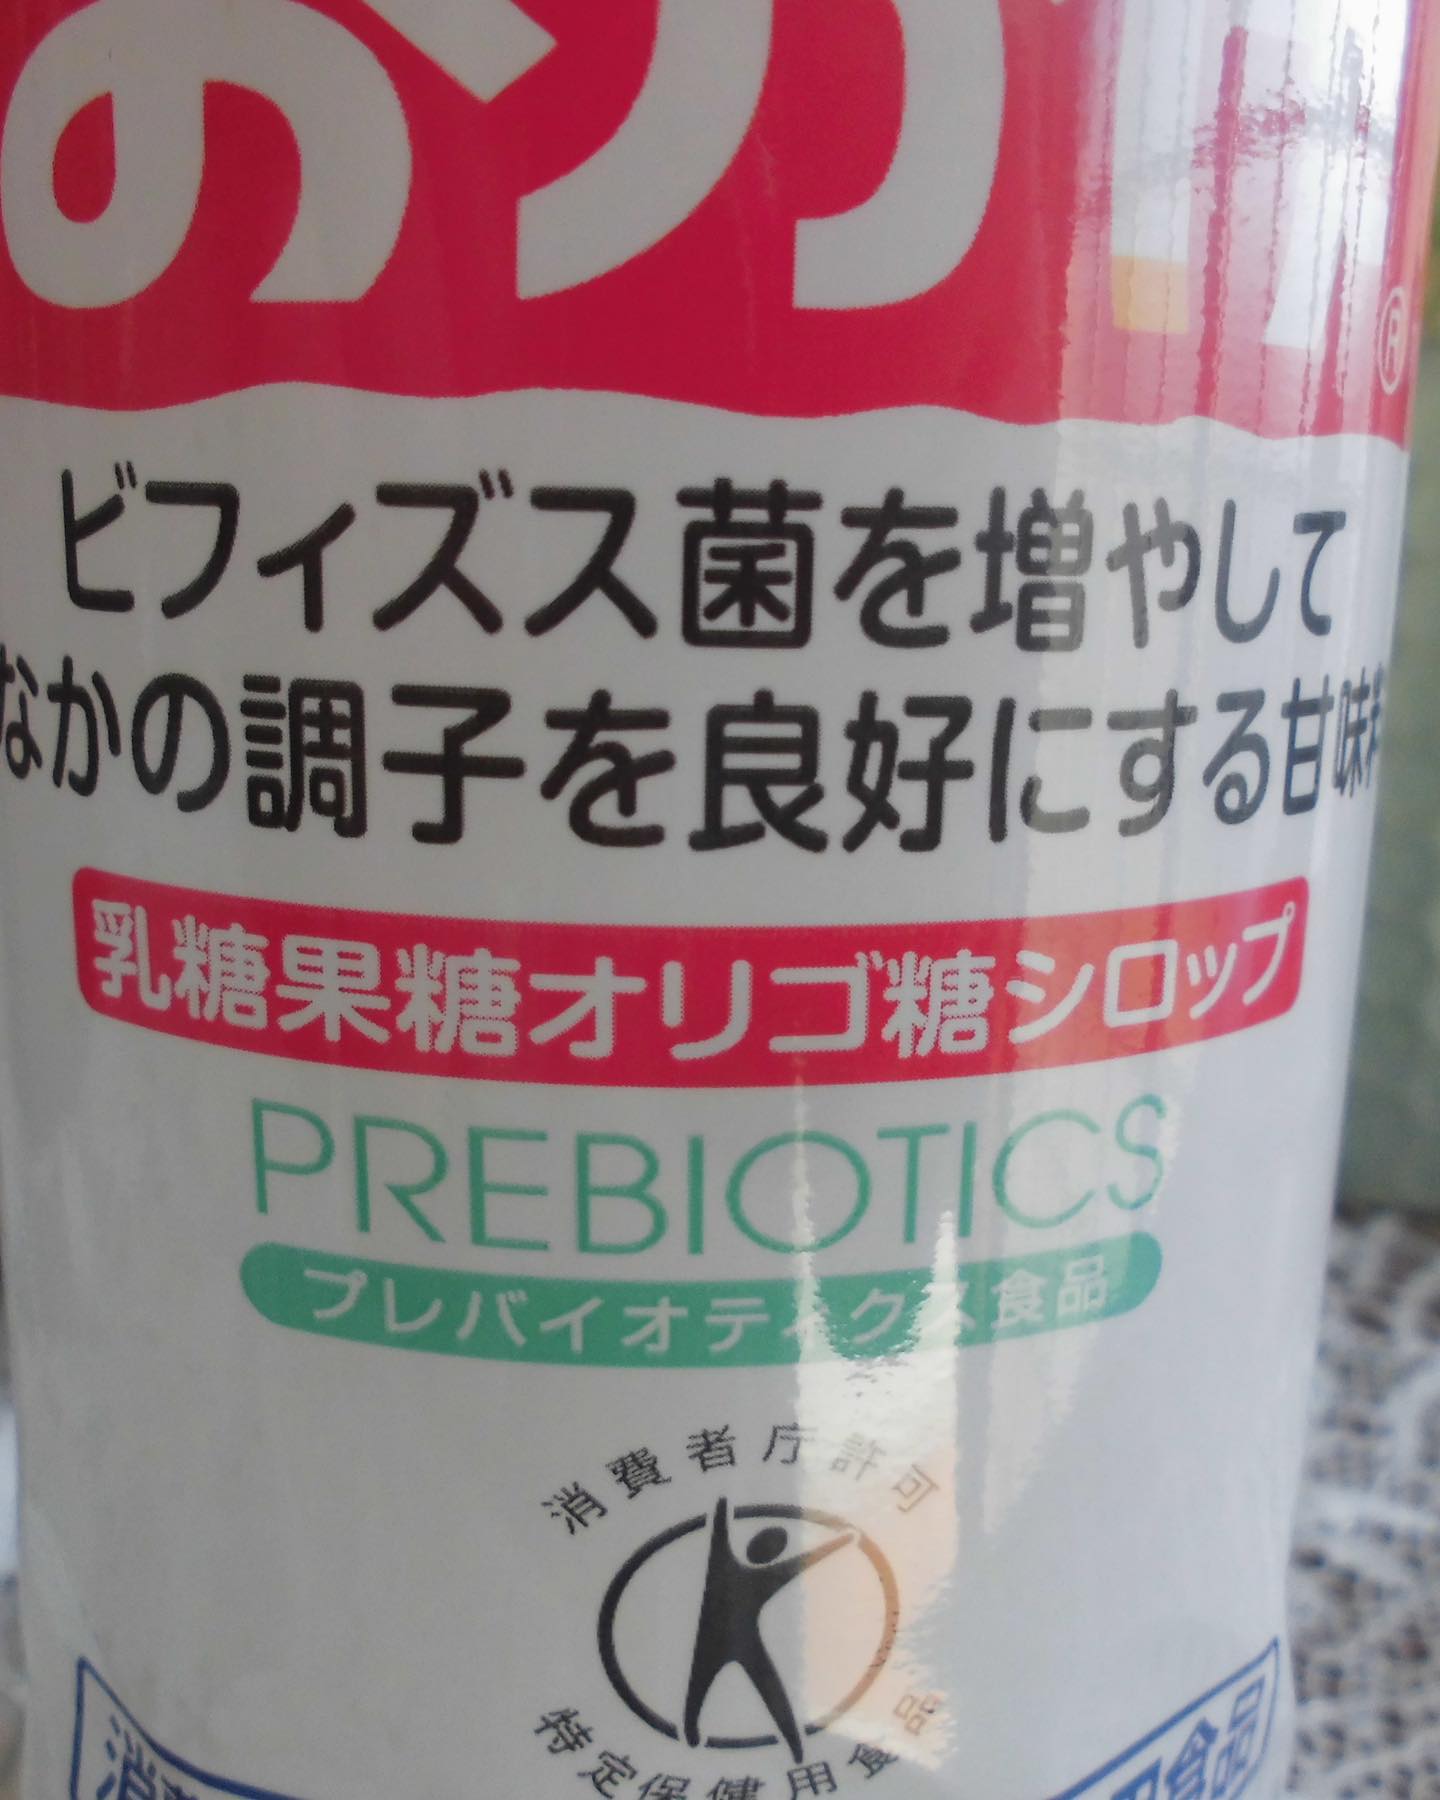 ®
ビフィズス菌を増やして
なかの調子を良好にする甘味料
乳糖果糖オリゴ糖シロップ
PREBIOTICS
プレバイオティクス食品
消費者庁許可
特定保健用食品